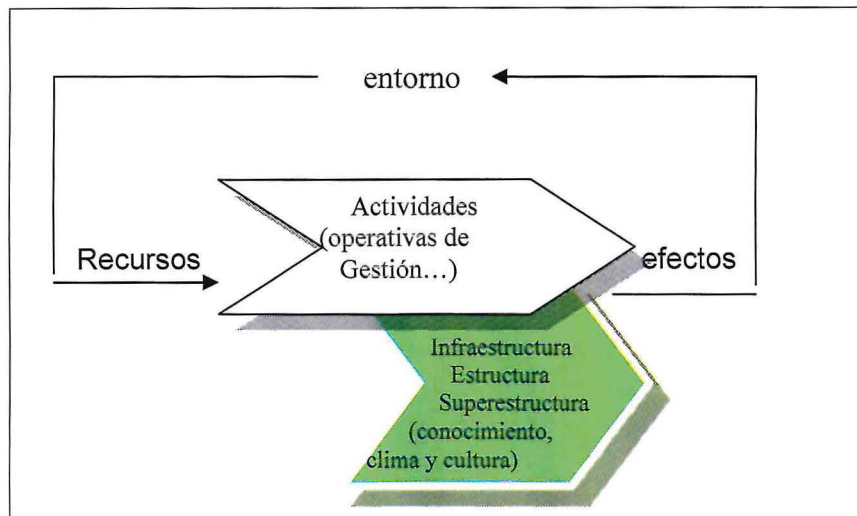 entorno
Actividades
(operativas de
Gestión...)
Recursos
efectos
Infraestructura
Estructura
Superestructura
(conocimiento,
clima y cultura)